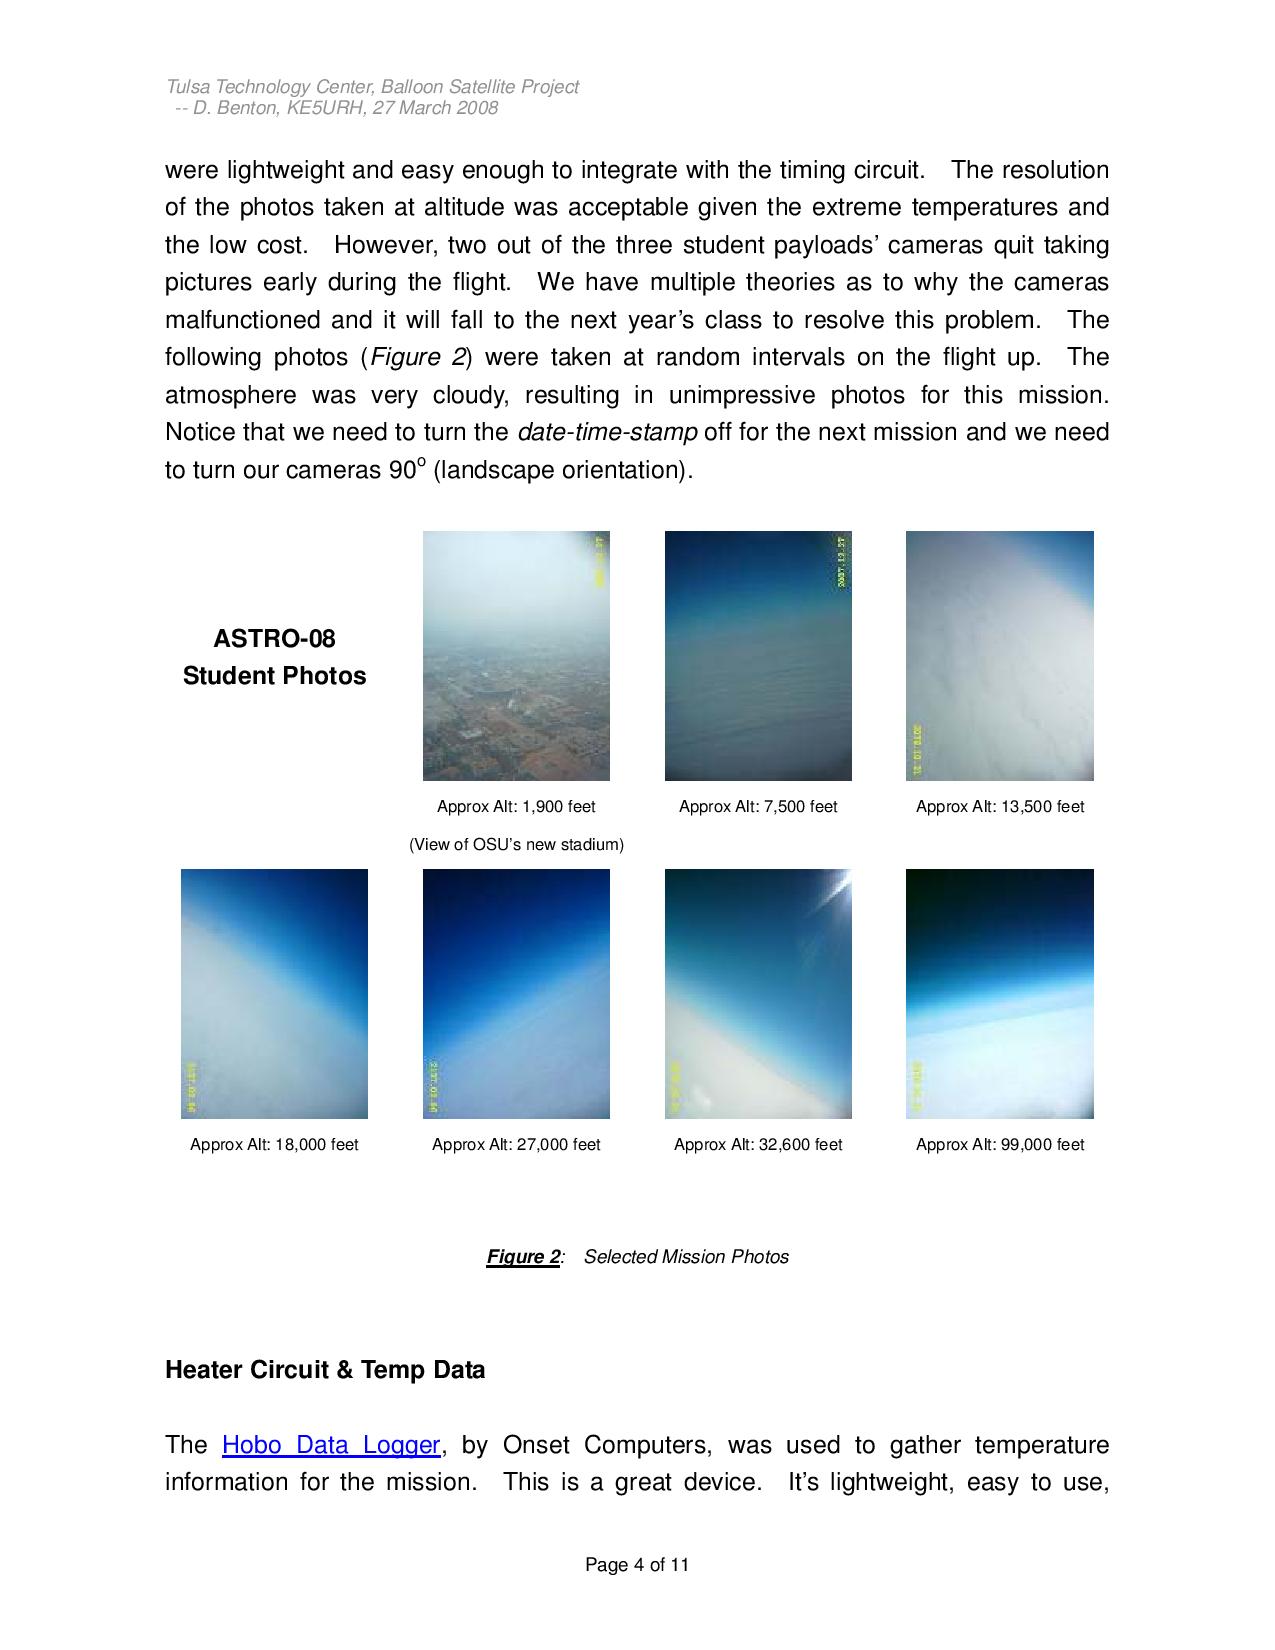 Tulsa Technology Center, Balloon Satellite Project
-- D. Benton, KE5URH, 27 March 2008
were lightweight and easy enough to integrate with the timing circuit. The resolution
of the photos taken at altitude was acceptable given the extreme temperatures and
the low cost. However, two out of the three student payloads’ cameras quit taking
pictures early during the flight. We have multiple theories as to why the cameras
malfunctioned and it will fall to the next year’s class to resolve this problem. The
following photos (Figure 2) were taken at random intervals on the flight up. The
atmosphere was very cloudy, resulting in unimpressive photos for this mission.
Notice that we need to turn the date-time-stamp off for the next mission and we need
to turn our cameras 90° (landscape orientation).
ASTRO-08
Student Photos
2007.12.27
Approx Alt: 1,900 feet
Approx Alt: 7,500 feet
Approx Alt: 13,500 feet
(View of OSU’s new stadium)
Approx Alt: 18,000 feet
Approx Alt: 27,000 feet
Approx Alt: 32,600 feet
Approx Alt: 99,000 feet
Figure 2: Selected Mission Photos
Heater Circuit & Temp Data
The Hobo Data Logger, by Onset Computers, was used to gather temperature
information for the mission. This is a great device. It’s lightweight, easy to use,
Page 4 of 11